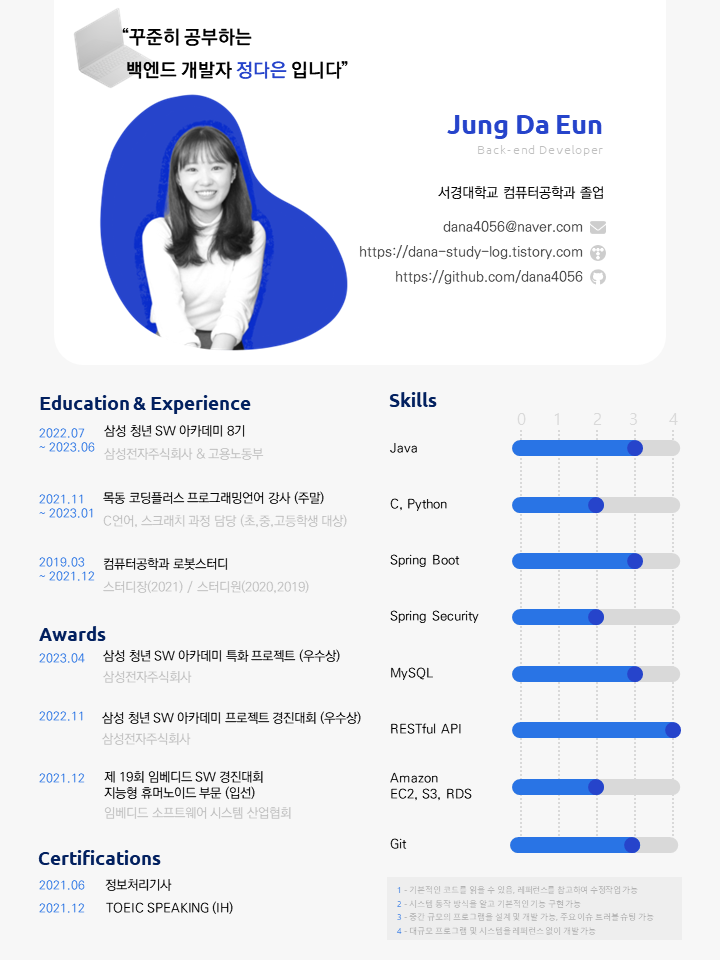 “꾸준히 공부하는
백엔드 개발자 정다은 입니다”
Jung Da Eun
Back-end Developer
서경대학교 컴퓨터공학과 졸업
dana4056@naver.com
https://dana-study-log.tistory.com
https://github.com/dana4056
Education & Experience
2022.07
~ 2023.06
삼성 청년 SW 아카데미 8기
삼성전자주식회사 & 고용노동부
2021.11
~ 2023.01
목동 코딩플러스 프로그래밍언어 강사 (주말)
C언어, 스크래치 과정 담당 (초,중,고등학생 대상)
2019.03
~ 2021.12
컴퓨터공학과 로봇스터디
스터디장(2021) / 스터디원(2020,2019)
Awards
2023.04
삼성 청년 SW 아카데미 특화 프로젝트 (우수상)
삼성전자주식회사
2022.11
삼성 청년 SW 아카데미 프로젝트 경진대회 (우수상)
삼성전자주식회사
2021.12
제 19회 임베디드 SW 경진대회
지능형 휴머노이드 부문 (입선)
임베디드 소프트웨어 시스템 산업협회
Certifications
2021.06 정보처리기사
2021.12 TOEIC SPEAKING (IH)
Skills
0 1 2 3 4
Java
C, Python
Spring Boot
Spring Security
MySQL
RESTful API
Amazon
EC2, S3, RDS
Git
1 - 기본적인 코드를 읽을 수 있음, 레퍼런스를 참고하여 수정작업 가능
2 - 시스템 동작 방식을 알고 기본적인 기능 구현 가능
3 - 중간 규모의 프로그램을 설계 및 개발 가능, 주요 이슈 트러블 슈팅 가능
4 - 대규모 프로그램 및 시스템을 레퍼런스 없이 개발 가능